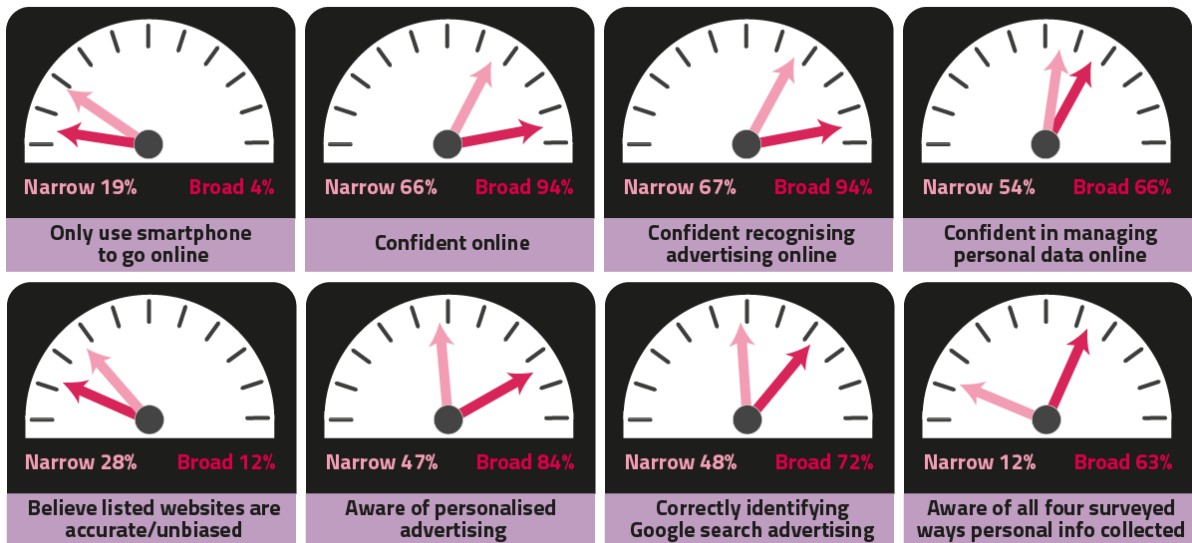 Narrow 19% Broad 4%
Only use smartphone
to go online
Narrow 66% Broad 94%
Confident online
Narrow 67% Broad 94%
Confident recognising
advertising online
Narrow 54% Broad 66%
Confident in managing
personal data online
Narrow 28% Broad 12%
Believe listed websites are
accurate/unbiased
Narrow 47% Broad 84%
Aware of personalised
advertising
Narrow 48% Broad 72%
Correctly identifying
Google search advertising
Narrow 12% Broad 63%
Aware of all four surveyed
ways personal info collected